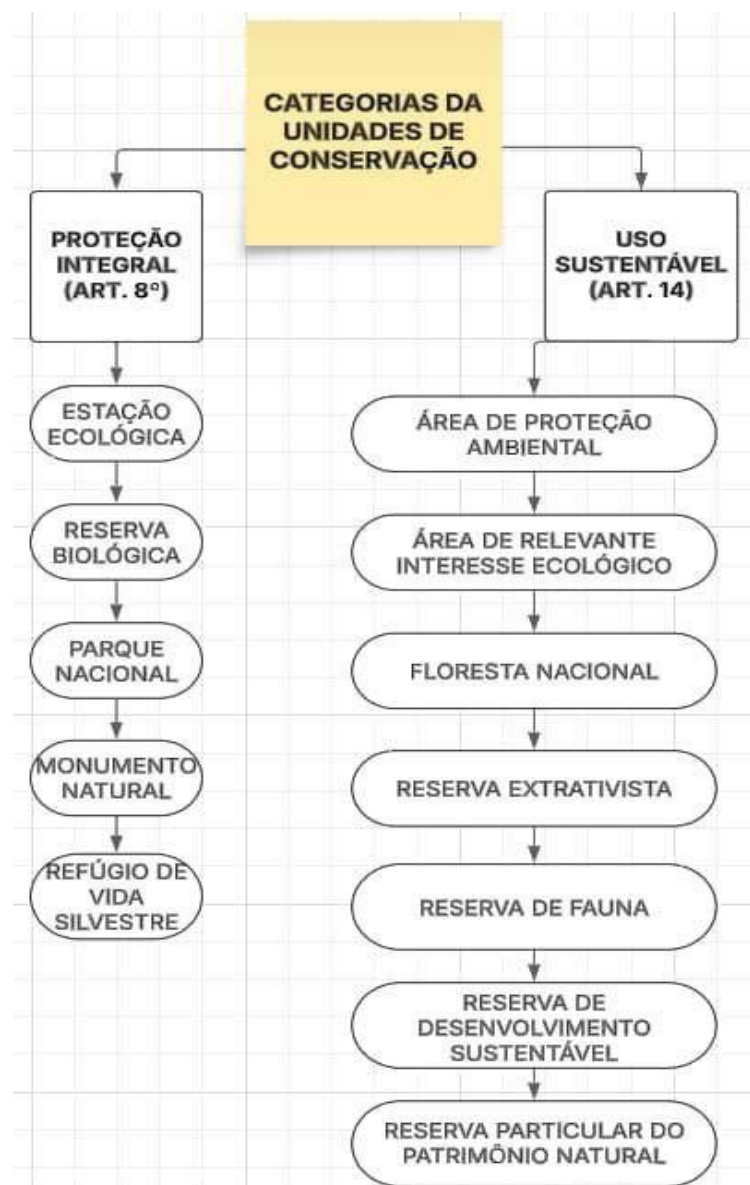 CATEGORIAS DA
UNIDADES DE
CONSERVAÇÃO
PROTEÇÃO
INTEGRAL
(ART. 8º)
ESTAÇÃO
ECOLÓGICA
RESERVA
BIOLÓGICA
PARQUE
NACIONAL
MONUMENTO
NATURAL
REFÚGIO DE
VIDA
SILVESTRE
USO
SUSTENTÁVEL
(ART. 14)
ÁREA DE PROTEÇÃO
AMBIENTAL
ÁREA DE RELEVANTE
INTERESSE ECOLÓGICO
FLORESTA NACIONAL
RESERVA EXTRATIVISTA
RESERVA DE FAUNA
RESERVA DE
DESENVOLVIMENTO
SUSTENTÁVEL
RESERVA PARTICULAR DO
PATRIMÔNIO NATURAL